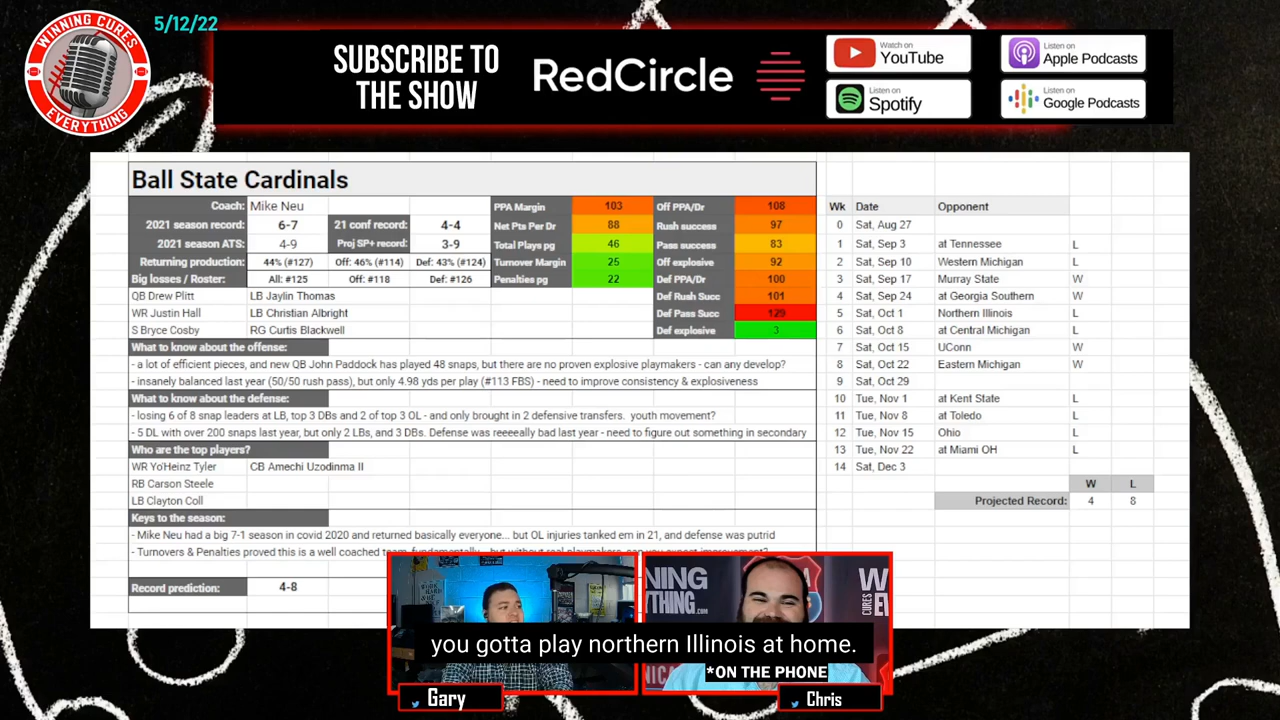 5/12/22
WINNING CURES
EVERYTHING
SUBSCRIBE TO
THE SHOW
RedCircle
Watch on
YouTube
Listen on
Apple Podcasts
Listen on
Spotify
Listen on
Google Podcasts
Ball State Cardinals
Coach: Mike Neu PPA Margin 103 Off PPA/Dr 108
2021 season record: 6-7 21 conf record: 4-4 Net Pts Per Dr 88 Rush success 97
2021 season ATS: 4-9 Proj SP+ record: 3-9 Total Plays pg 46 Pass success 83
Returning production: 44% (#127) Off: 46% (#114) Def: 43% (#124) Turnover Margin 25 Off explosive 92
Big losses / Roster: All: #125 Off: #118 Def: #126 Penalties pg 22 Def PPA/Dr 100
QB Drew Plitt LB Jaylin Thomas Def Rush Succ 101
WR Justin Hall LB Christian Albright Def Pass Succ 129
S Bryce Cosby RG Curtis Blackwell Def explosive 3
What to know about the offense:
- a lot of efficient pieces, and new QB John Paddock has played 48 snaps, but there are no proven explosive playmakers - can any develop?
- insanely balanced last year (50/50 rush pass), but only 4.98 yds per play (#113 FBS) - need to improve consistency & explosiveness
What to know about the defense:
- losing 6 of 8 snap leaders at LB, top 3 DBs and 2 of top 3 OL - and only brought in 2 defensive transfers. youth movement?
- 5 DL with over 200 snaps last year, but only 2 LBs, and 3 DBs. Defense was reeeeally bad last year - need to figure out something in secondary
Who are the top players?
WR Yo'Heinz Tyler CB Amechi Uzodinma II
RB Carson Steele
LB Clayton Coll
Keys to the season:
- Mike Neu had a big 7-1 season in covid 2020 and returned basically everyone... but OL injuries tanked em in 21, and defense was putrid
- Turnovers & Penalties proved this is a well coached team, fundamentally... but without real playmakers, can you expect improvement?
Record prediction: 4-8
Wk Date Opponent
0 Sat, Aug 27
1 Sat, Sep 3 at Tennessee L
2 Sat, Sep 10 Western Michigan L
3 Sat, Sep 17 Murray State W
4 Sat, Sep 24 at Georgia Southern W
5 Sat, Oct 1 Northern Illinois L
6 Sat, Oct 8 at Central Michigan L
7 Sat, Oct 15 UConn W
8 Sat, Oct 22 Eastern Michigan W
9 Sat, Oct 29
10 Tue, Nov 1 at Kent State L
11 Tue, Nov 8 at Toledo L
12 Tue, Nov 15 Ohio L
13 Tue, Nov 22 at Miami OH L
14 Sat, Dec 3
W L
Projected Record: 4 8
you gotta play northern Illinois at home.
*ON THE PHONE
Gary
Chris